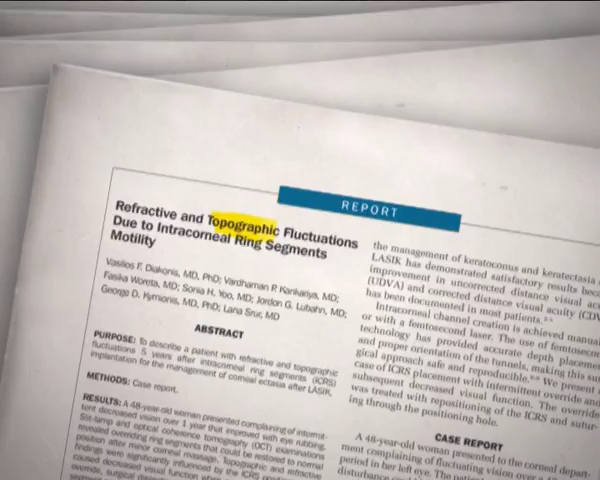 REPORT
Refractive and Topographic Fluctuations
Due to Intracorneal Ring Segments
Motility
Vasilios F. Diakonis, MD, PhD; Vardhaman P. Kankariya, MD;
Fasika Woreta, MD; Sonia H. Yoo, MD; Jordon G. Lubahn, MD;
George D. Kymionis, MD, PhD; Lana Srur, MD
ABSTRACT
PURPOSE: To describe a patient with refractive and topographic
fluctuations 5 years after intracorneal ring segments (ICRS)
implantation for the management of corneal ectasia after LASIK.
METHODS: Case report.
RESULTS: A 48-year-old woman presented complaining of intermit-
tent decreased vision over 1 year that improved with eye rubbing.
Slit-lamp and optical coherence tomography (OCT) examinations
revealed overriding ring segments that could be restored to normal
position after minor corneal massage. Topographic and refractive
findings were significantly influenced by the ICRS
caused decreased visual function when
override, surgical
the management of keratoconus and keratectasia
LASIK has demonstrated satisfactory results
improvement in uncorrected distance visual
(UDVA) and corrected distance visual acuity
has been documented in most patients.
Intracorneal channel creation is achieved
or with a femtosecond laser. The use of
technology has provided accurate depth
and proper orientation of the tunnels, making this
gical approach safe and reproducible. We present
case of ICRS placement with intermittent override and
subsequent decreased visual function. The override
was treated with repositioning of the ICRS and sutur-
ing through the positioning hole.
CASE REPORT
A 48-year-old woman presented to the corneal
ment complaining of fluctuating vision over a
period in her left eye. The